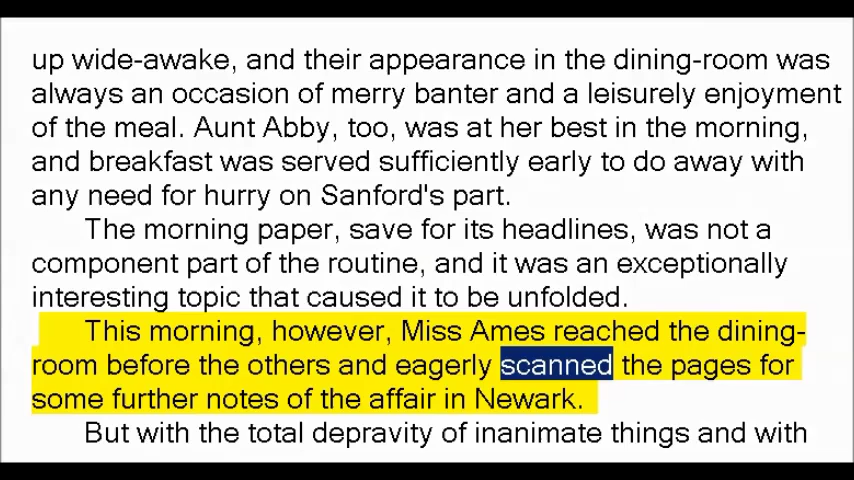 up wide-awake, and their appearance in the dining-room was
always an occasion of merry banter and a leisurely enjoyment
of the meal. Aunt Abby, too, was at her best in the morning,
and breakfast was served sufficiently early to do away with
any need for hurry on Sanford's part.
The morning paper, save for its headlines, was not a
component part of the routine, and it was an exceptionally
interesting topic that caused it to be unfolded.
This morning, however, Miss Ames reached the dining-
room before the others and eagerly scanned the pages for
some further notes of the affair in Newark.
But with the total depravity of inanimate things and with